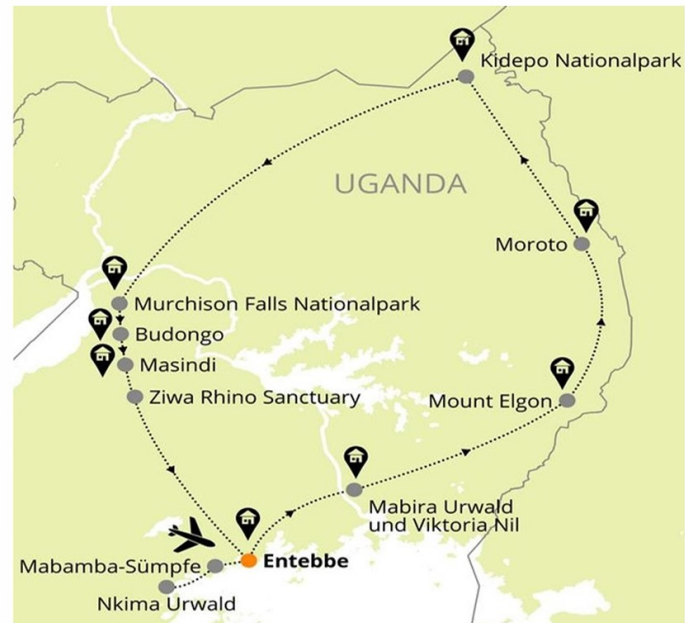 Kidepo Nationalpark
UGANDA
Moroto
Murchison Falls Nationalpark
Budongo
Masindi
Ziwa Rhino Sanctuary
Mount Elgon
Mabira Urwald
und Viktoria Nil
Entebbe
Mabamba-Sümpfe
Nkima Urwald